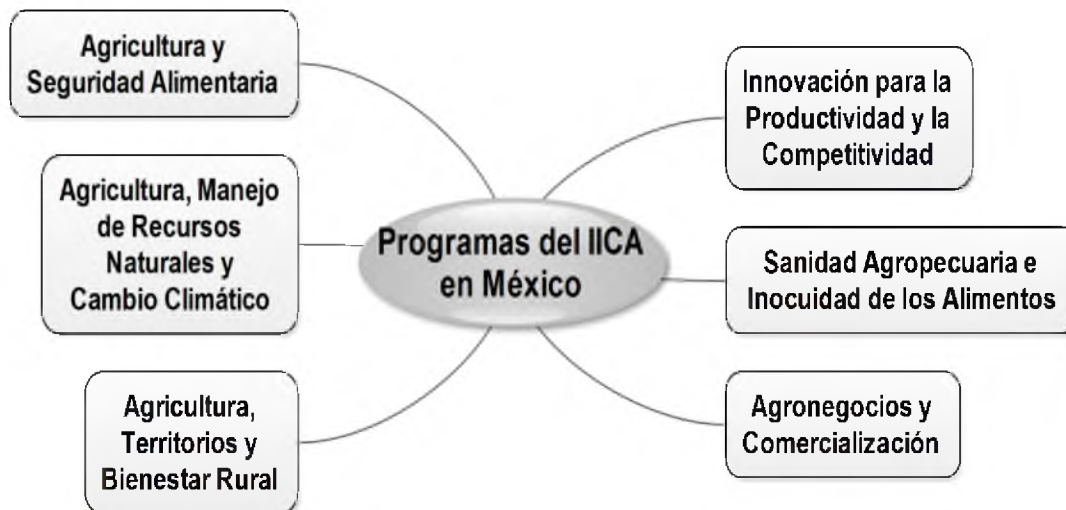 Agricultura y
Seguridad Alimentaria
Agricultura, Manejo
de Recursos
Naturales y
Cambio Climático
Agricultura,
Territorios y
Bienestar Rural
Programas del IICA
en México
Innovación para la
Productividad y la
Competitividad
Sanidad Agropecuaria e
Inocuidad de los Alimentos
Agronegocios y
Comercialización